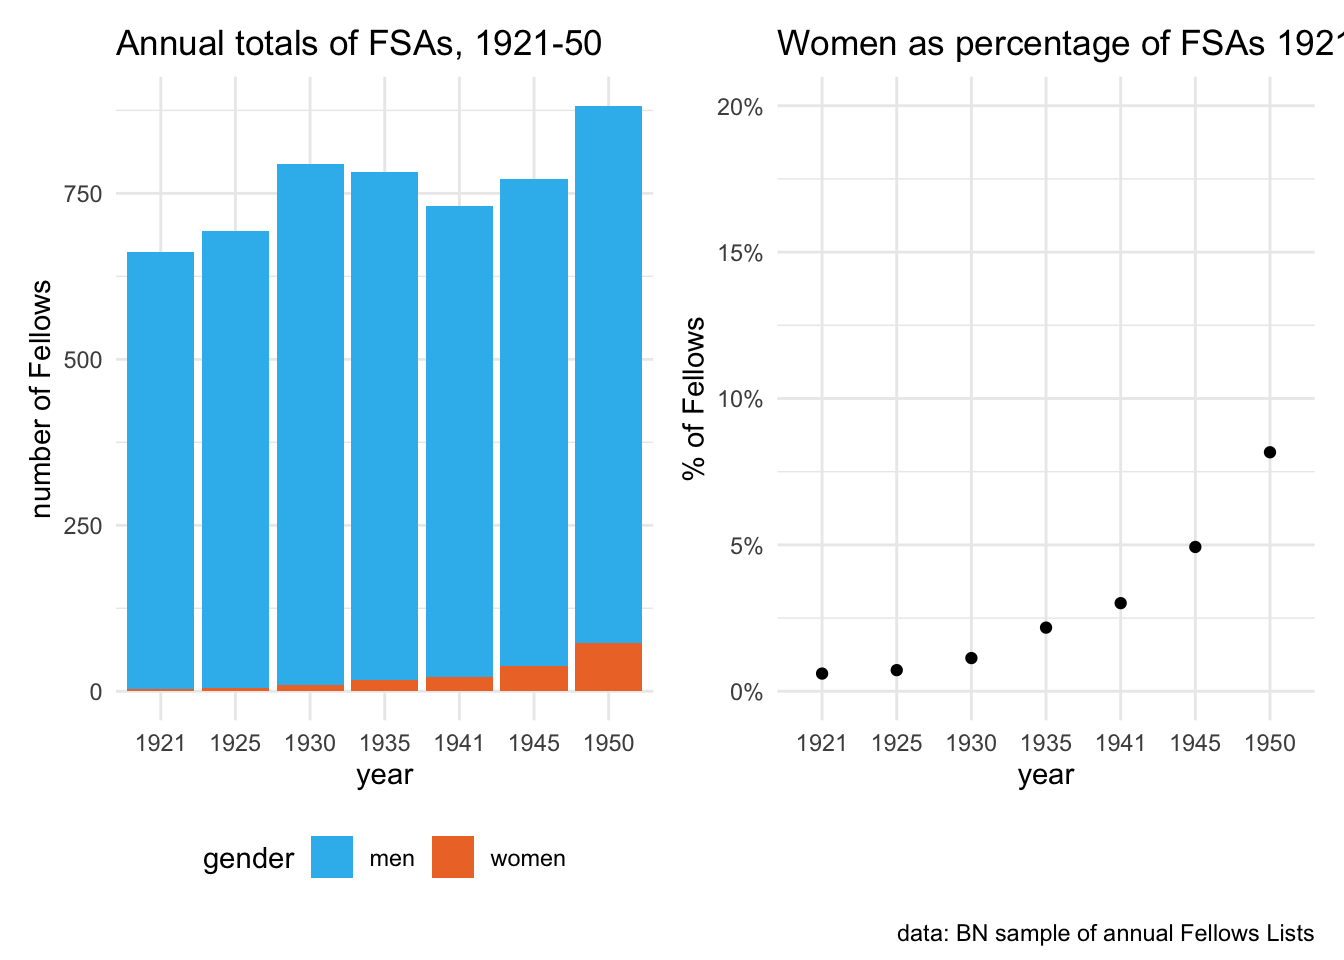 Annual totals of FSAs, 1921-50
number of Fellows
750
500
250
0
1921 1925 1930 1935 1941 1945 1950
year
gender men women
Women as percentage of FSAs 1921
% of Fellows
20%
15%
10%
5%
0%
1921 1925 1930 1935 1941 1945 1950
year
data: BN sample of annual Fellows Lists